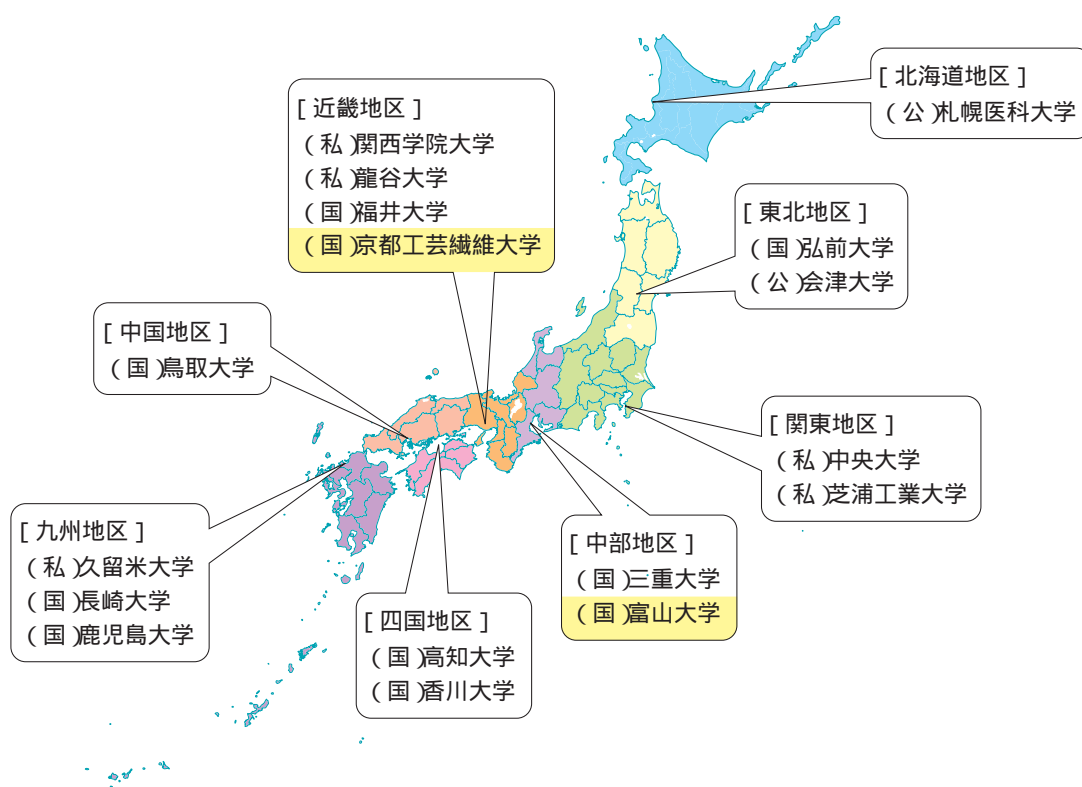 [ 北海道地区 ]
( 公 )札幌医科大学
[ 近畿地区 ]
( 私 )関西学院大学
( 私 )龍谷大学
( 国 )福井大学
( 国 )京都工芸繊維大学
[ 東北地区 ]
( 国 )弘前大学
( 公 )会津大学
[ 中国地区 ]
( 国 )鳥取大学
[ 関東地区 ]
( 私 )中央大学
( 私 )芝浦工業大学
[ 九州地区 ]
( 私 )久留米大学
( 国 )長崎大学
( 国 )鹿児島大学
[ 中部地区 ]
( 国 )三重大学
( 国 )富山大学
[ 四国地区 ]
( 国 )高知大学
( 国 )香川大学